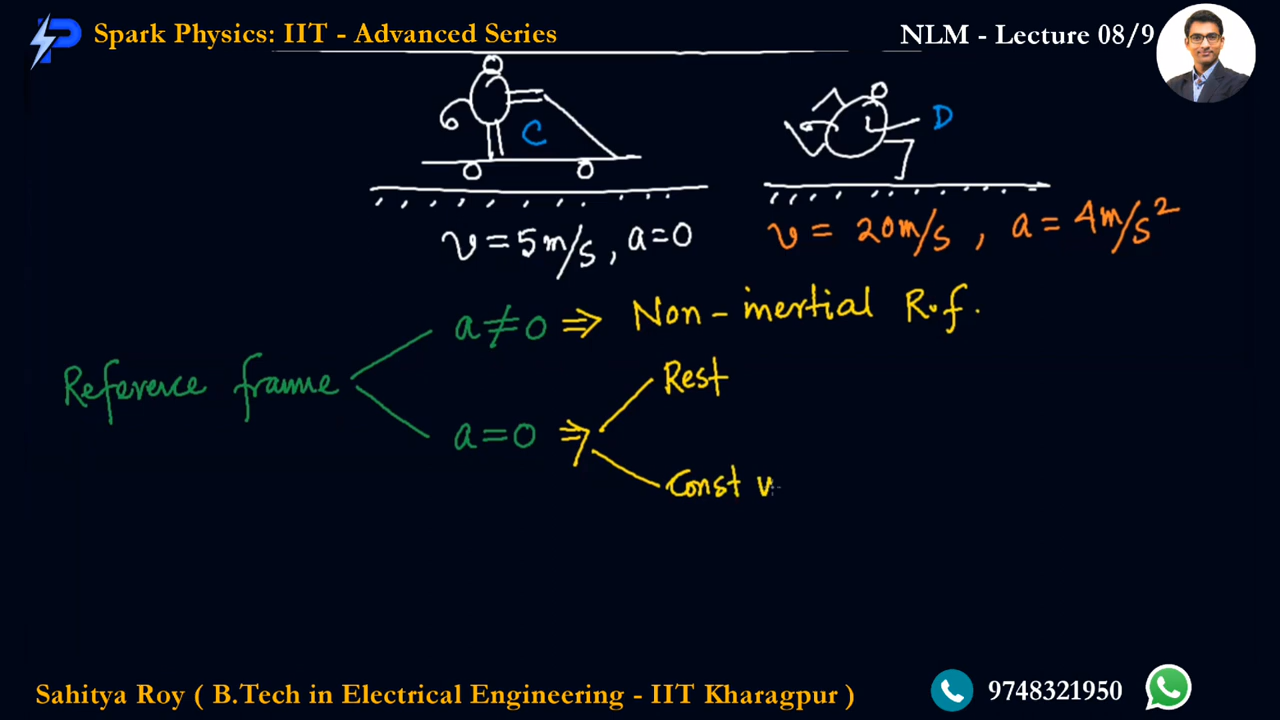 Spark Physics: IIT - Advanced Series
NLM - Lecture 08/9
C
D
v = 5m/s, a=0
v = 20m/s, a = 4m/s²
a≠0 ⇒ Non-inertial R.f.
Reference frame
Rest
a=0 ⇒
Const v
Sahitya Roy ( B.Tech in Electrical Engineering - IIT Kharagpur )
9748321950